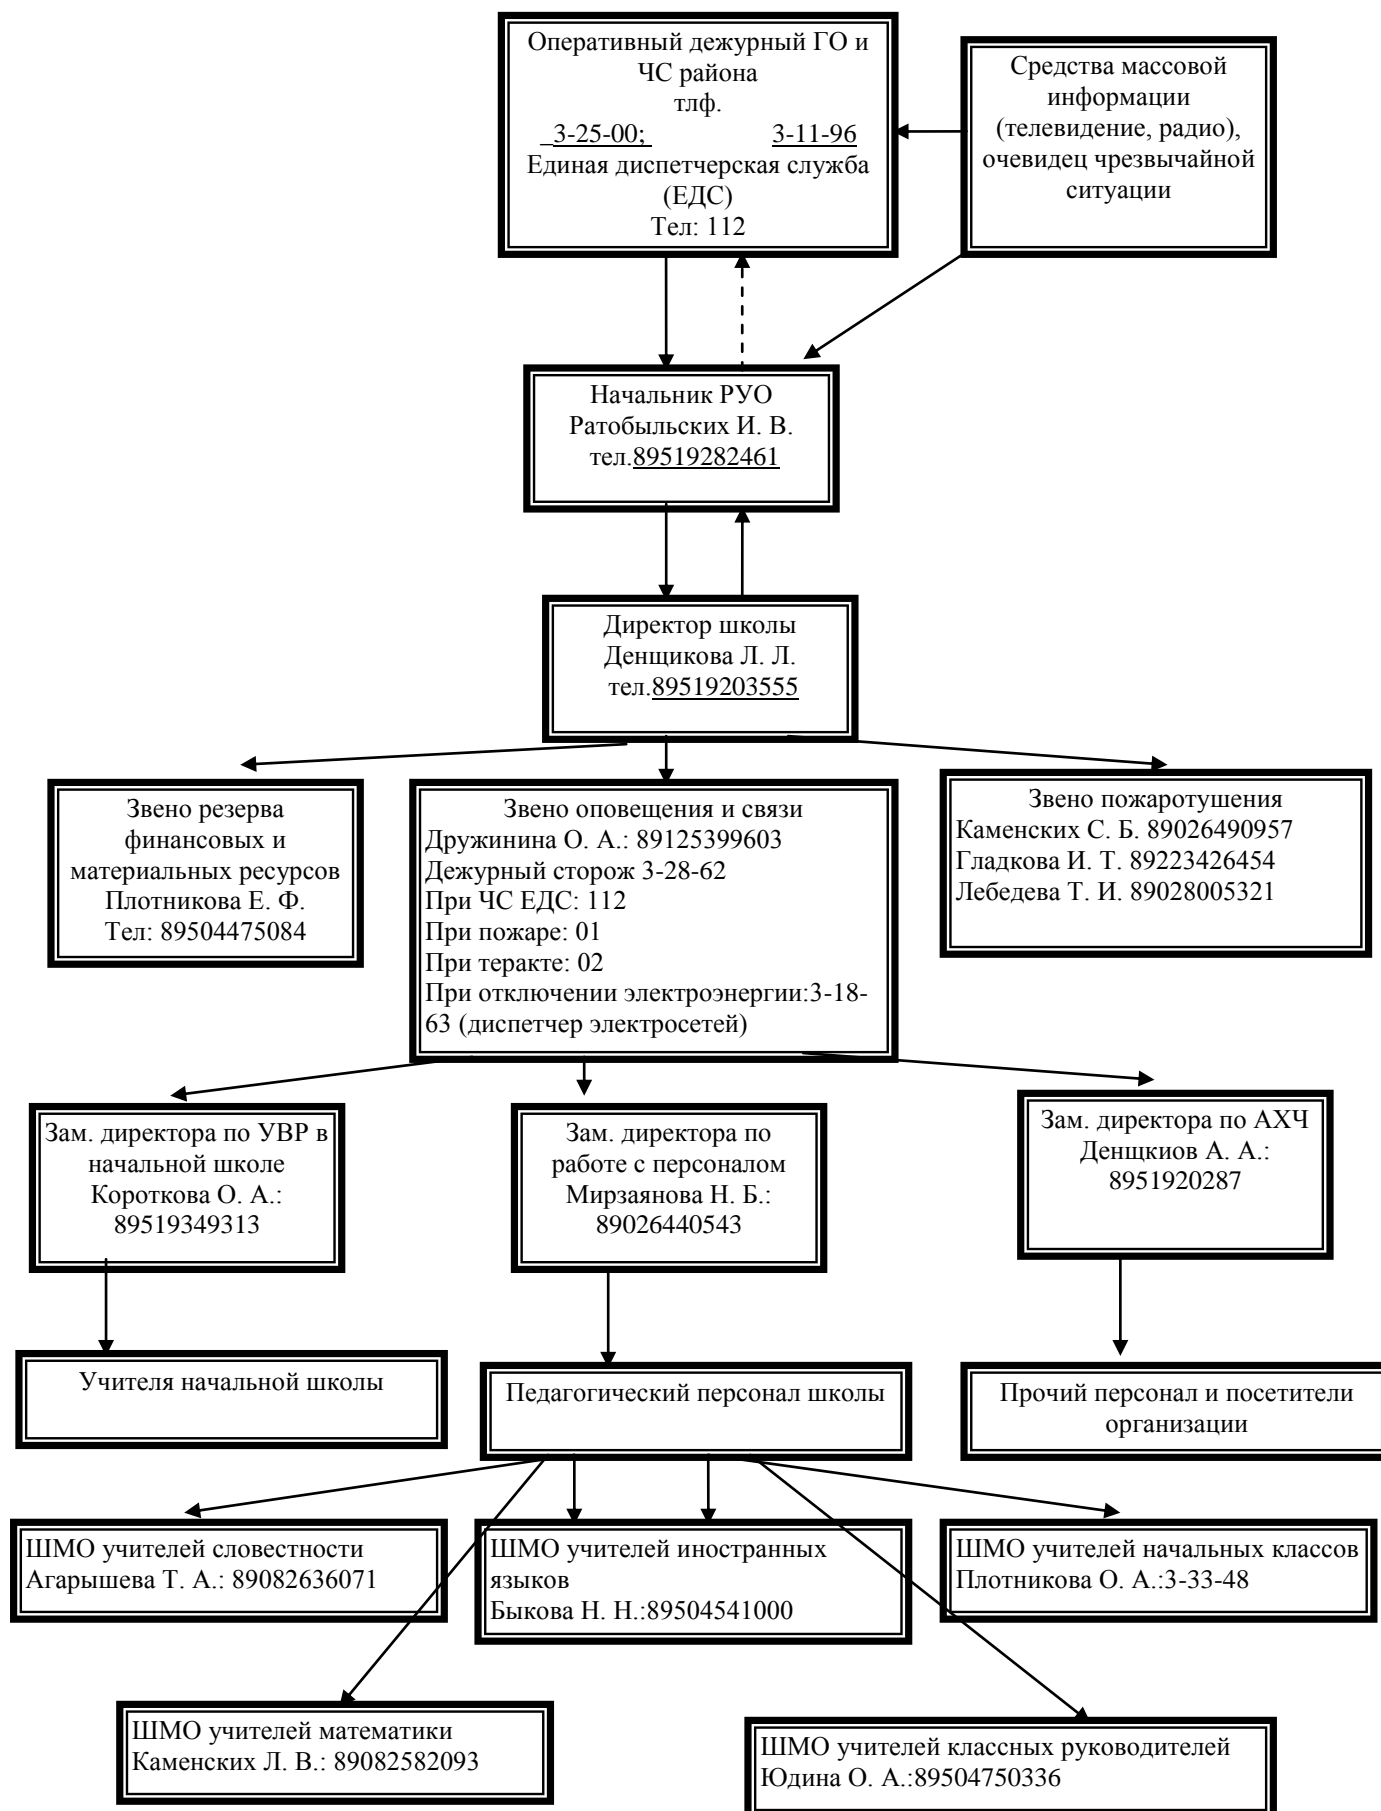 Оперативный дежурный ГО и
ЧС района
тлф.
_3-25-00; 3-11-96
Единая диспетчерская служба
(ЕДС)
Тел: 112
Средства массовой
информации
(телевидение, радио),
очевидец чрезвычайной
ситуации
Начальник РУО
Ратобыльских И. В.
тел.89519282461
Директор школы
Денщикова Л. Л.
тел.89519203555
Звено резерва
финансовых и
материальных ресурсов
Плотникова Е. Ф.
Тел: 89504475084
Звено оповещения и связи
Дружинина О. А.: 89125399603
Дежурный сторож 3-28-62
При ЧС ЕДС: 112
При пожаре: 01
При теракте: 02
При отключении электроэнергии:3-18-
63 (диспетчер электросетей)
Звено пожаротушения
Каменских С. Б. 89026490957
Гладкова И. Т. 89223426454
Лебедева Т. И. 89028005321
Зам. директора по УВР в
начальной школе
Короткова О. А.:
89519349313
Зам. директора по
работе с персоналом
Мирзаянова Н. Б.:
89026440543
Зам. директора по АХЧ
Денщкиов А. А.:
8951920287
Учителя начальной школы
Педагогический персонал школы
Прочий персонал и посетители
организации
ШМО учителей словестности
Агарышева Т. А.: 89082636071
ШМО учителей иностранных
языков
Быкова Н. Н.:89504541000
ШМО учителей начальных классов
Плотникова О. А.:3-33-48
ШМО учителей математики
Каменских Л. В.: 89082582093
ШМО учителей классных руководителей
Юдина О. А.:89504750336